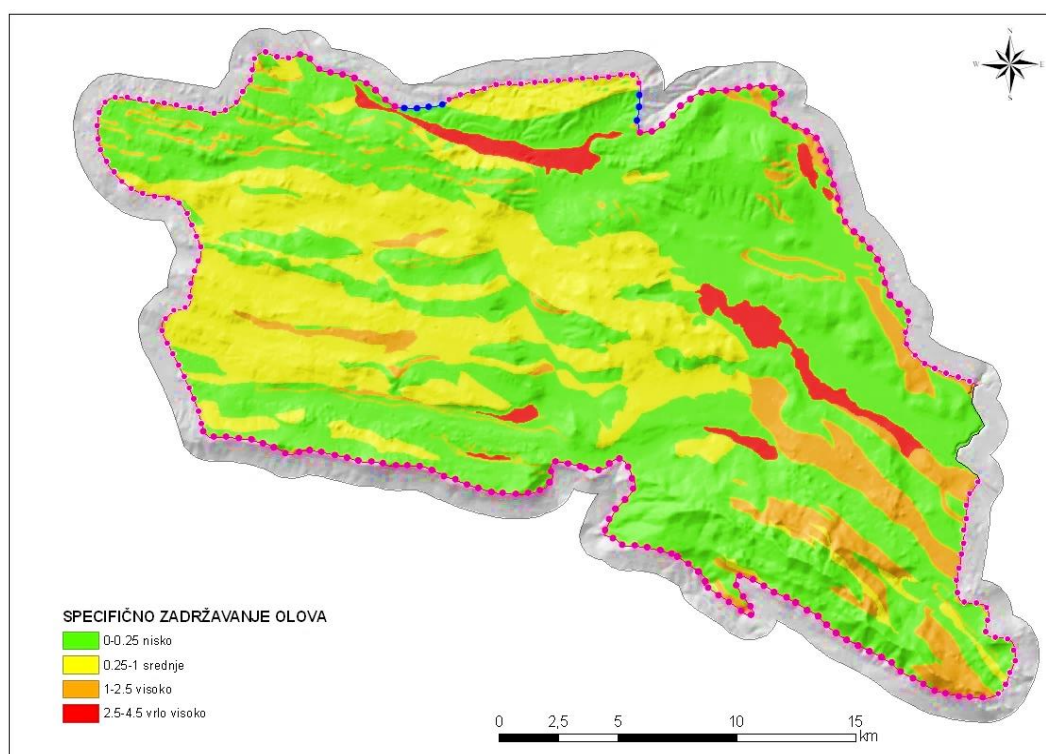 N
W E
S
SPECIFIČNO ZADRŽAVANJE OLOVA
0-0.25 nisko
0.25-1 srednje
1-2.5 visoko
2.5-4.5 vrlo visoko
0 2,5 5 10 15
km